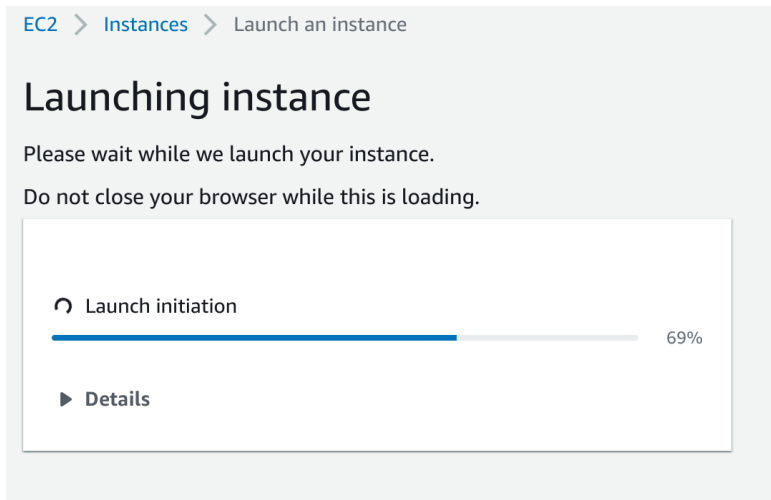 EC2 Instances Launch an instance
Launching instance
Please wait while we launch your instance.
Do not close your browser while this is loading.
Launch initiation
69%
Details